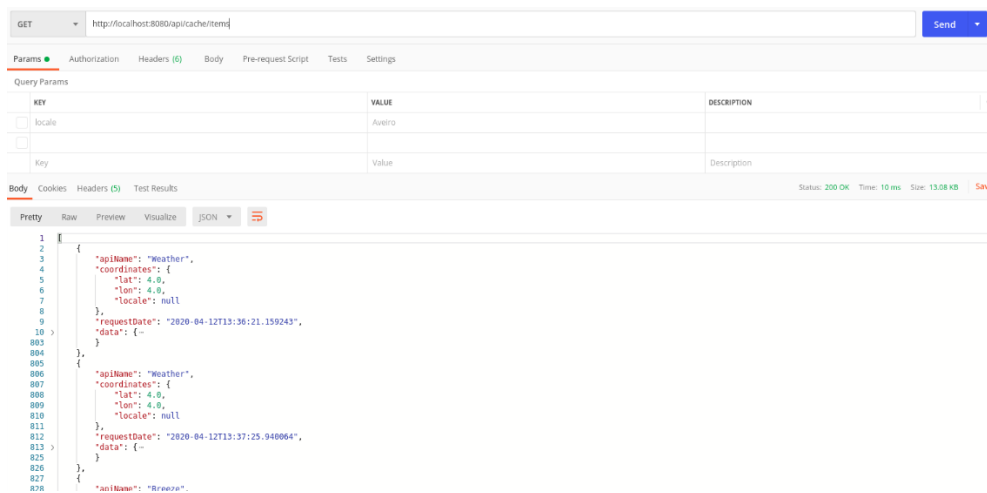 GET http://localhost:8080/api/cache/items Send
Params Authorization Headers (6) Body Pre-request Script Tests Settings
Query Params
KEY VALUE DESCRIPTION
locale Aveiro
Key Value Description
Body Cookies Headers (5) Test Results Status: 200 OK Time: 10 ms Size: 13.08 KB Sav
Pretty Raw Preview Visualize JSON
1 [
2 {
3 "apiName": "Weather",
4 "coordinates": {
5 "lat": 4.0,
6 "lon": 4.0,
7 "locale": null
8 },
9 "requestDate": "2020-04-12T13:36:21.159243",
10 "data": {
803 }
804 },
805 {
806 "apiName": "Weather",
807 "coordinates": {
808 "lat": 4.0,
809 "lon": 4.0,
810 "locale": null
811 },
812 "requestDate": "2020-04-12T13:37:25.940064",
813 "data": {
825 }
826 },
827 {
828 "apiName": "Breeze",